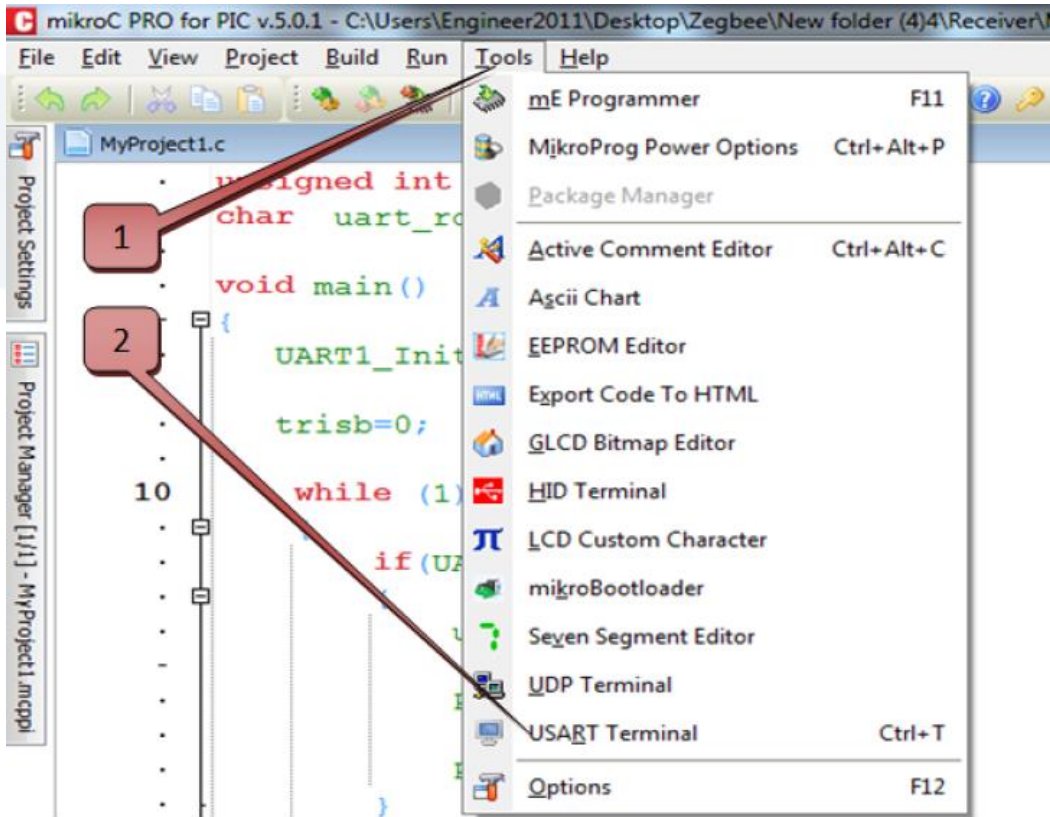 mikroC PRO for PIC v.5.0.1 - C:\Users\Engineer2011\Desktop\Zegbee\New folder (4)4\Receiver\
File Edit View Project Build Run Tools Help
mE Programmer F11
MikroProg Power Options Ctrl+Alt+P
Package Manager
Active Comment Editor Ctrl+Alt+C
Ascii Chart
EEPROM Editor
Export Code To HTML
GLCD Bitmap Editor
HID Terminal
LCD Custom Character
mikroBootloader
Seven Segment Editor
UDP Terminal
USART Terminal Ctrl+T
Options F12
MyProject1.c
Project Settings
Project Manager [1/1] - MyProject1.mcppi
int
char uart_
void main()
{
UART1_Init
trisb=0;
10 while (1)
if(UA
{
}
1
2